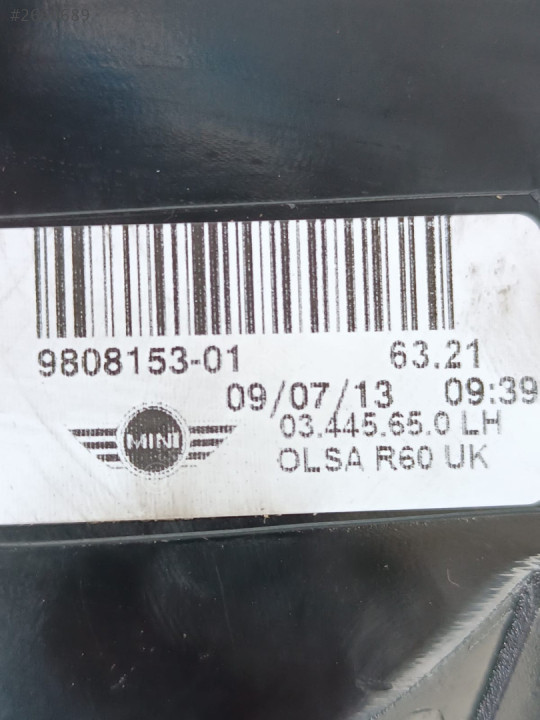 9808153-01 63.21
09/07/13 09:39
03.445.65.0 LH
MINI
OLSA R60 UK